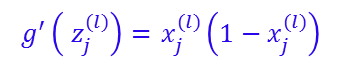 g′ ( z_j^(l) ) = x_j^(l) ( 1 − x_j^(l) )